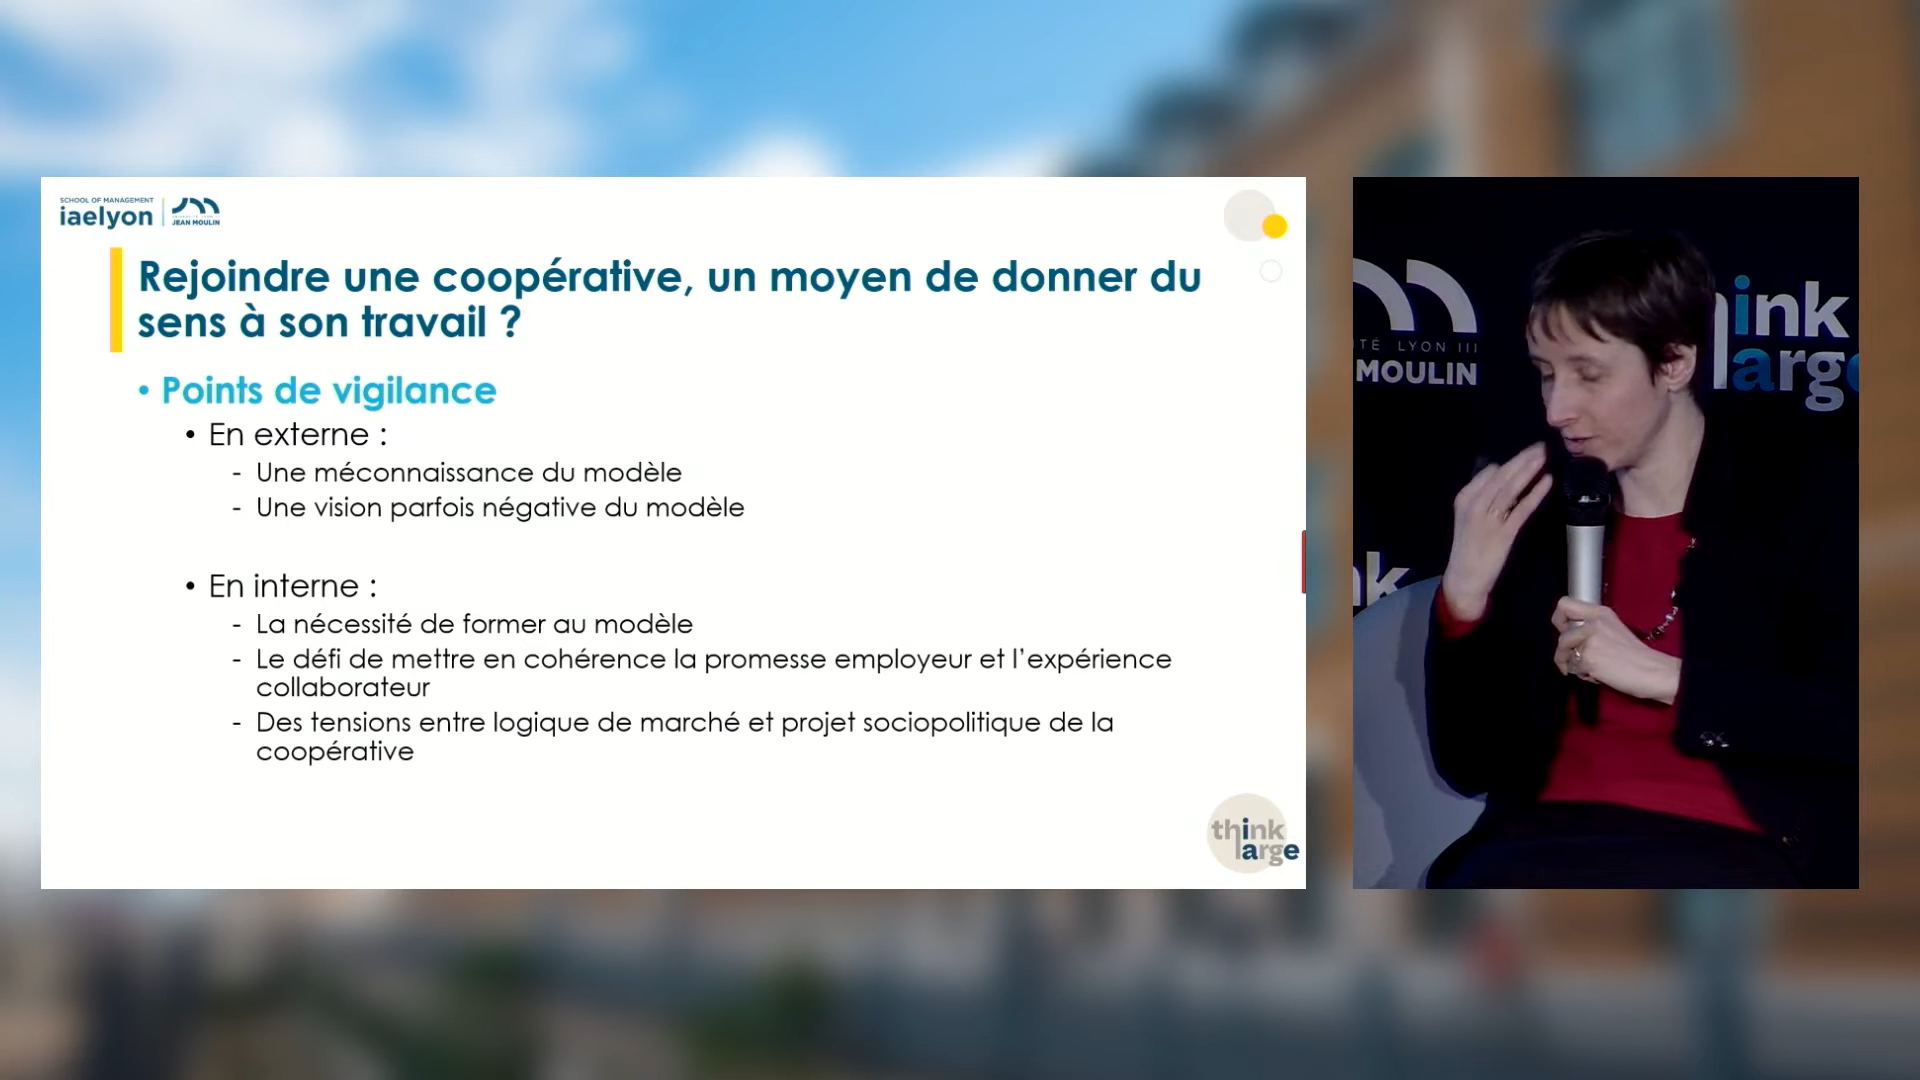 SCHOOL OF MANAGEMENT
iaelyon
JEAN MOULIN
Rejoindre une coopérative, un moyen de donner du
sens à son travail ?
• Points de vigilance
• En externe :
- Une méconnaissance du modèle
- Une vision parfois négative du modèle
• En interne :
- La nécessité de former au modèle
- Le défi de mettre en cohérence la promesse employeur et l’expérience
collaborateur
- Des tensions entre logique de marché et projet sociopolitique de la
coopérative
think
large
TÉ LYON III
MOULIN
ink
arge
nk